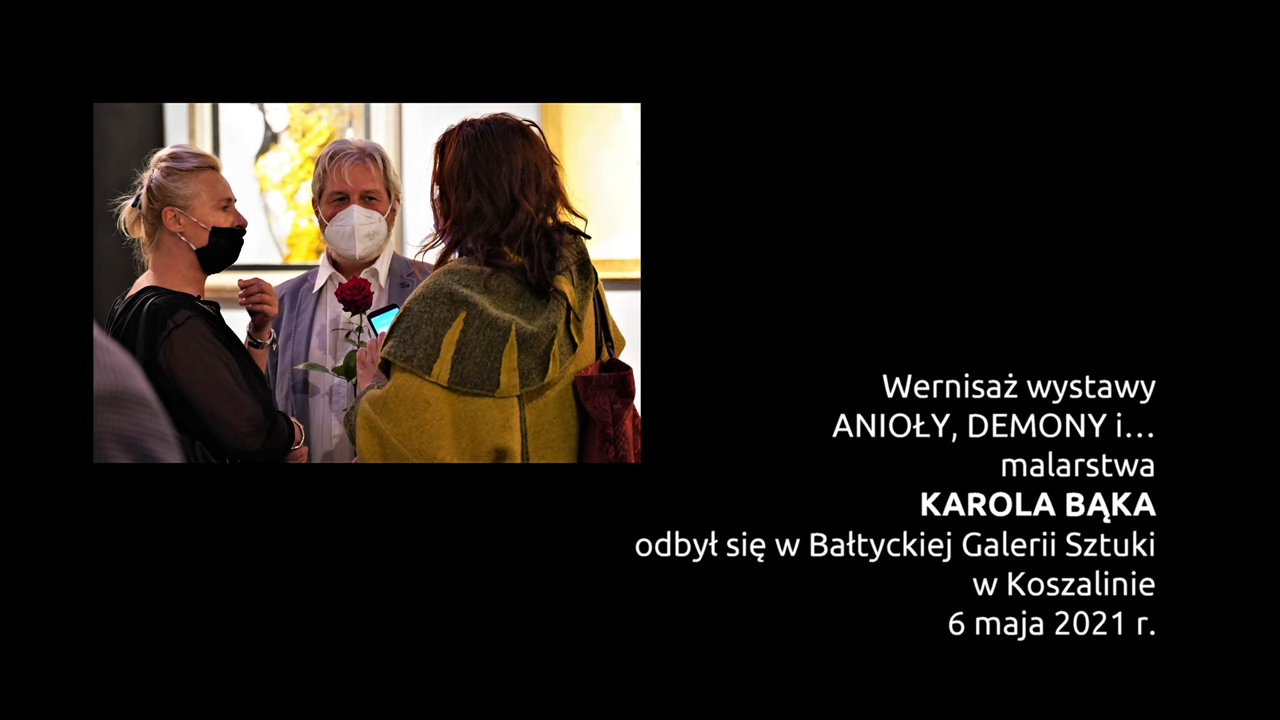 Wernisaż wystawy
ANIOŁY, DEMONY i...
malarstwa
KAROLA BĄKA
odbył się w Bałtyckiej Galerii Sztuki
w Koszalinie
6 maja 2021 r.